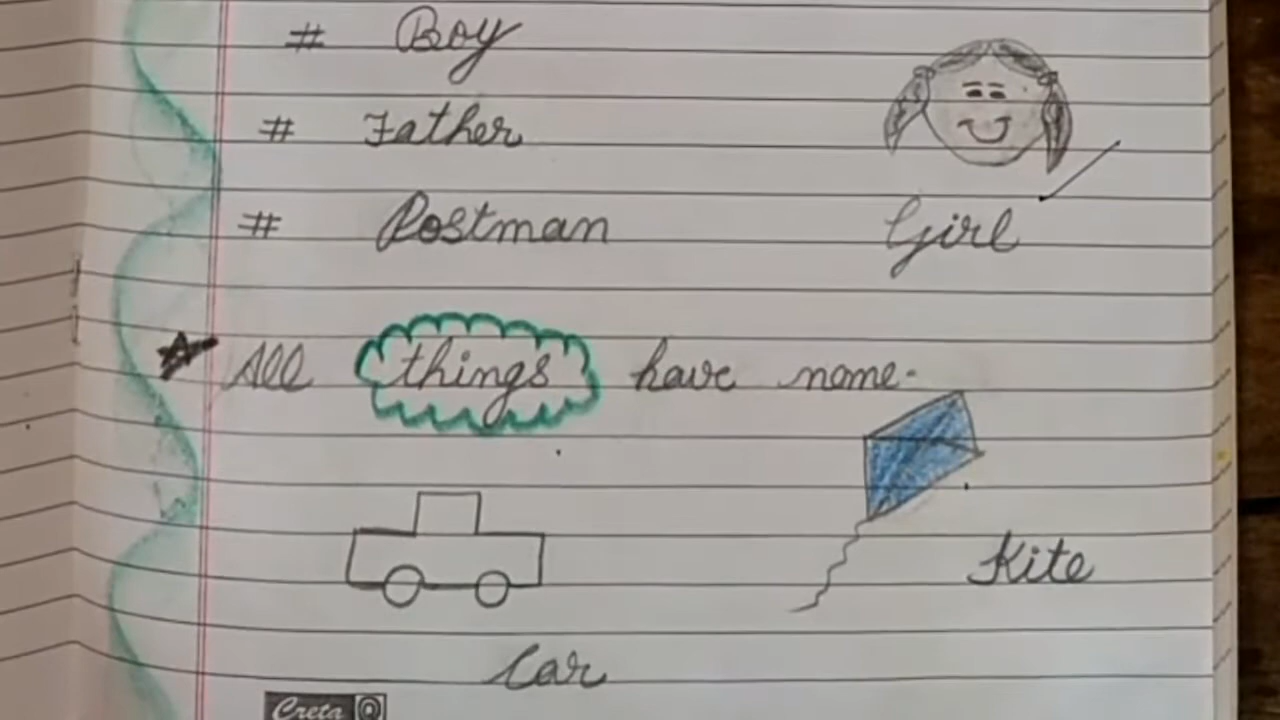 # Boy
# Father
# Postman
Girl
All things have name.
Kite
Car
Creta